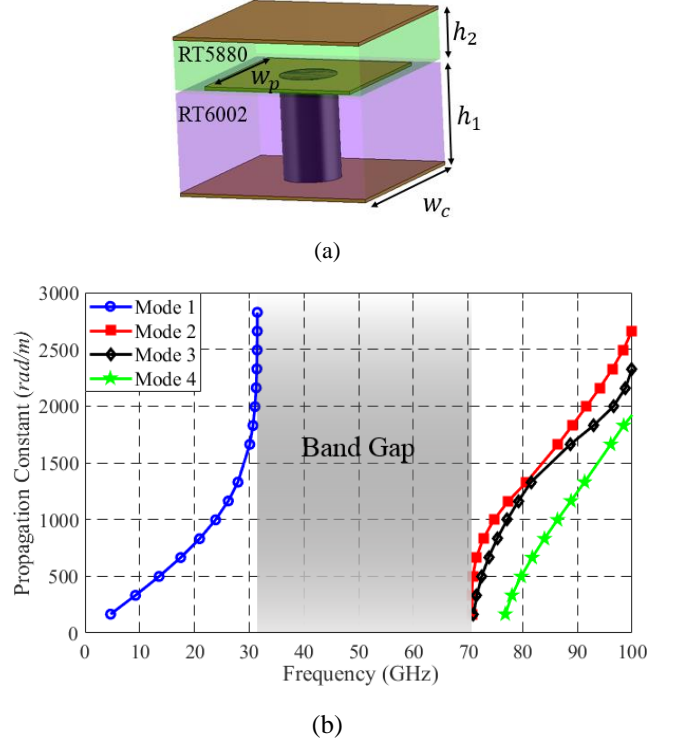 h₂
RT5880
wₚ
RT6002
h₁
w_c
(a)
3000
Mode 1
Mode 2
2500
Mode 3
Mode 4
2000
Band Gap
1500
1000
500
0
Propagation Constant (rad/m)
0 10 20 30 40 50 60 70 80 90 100
Frequency (GHz)
(b)